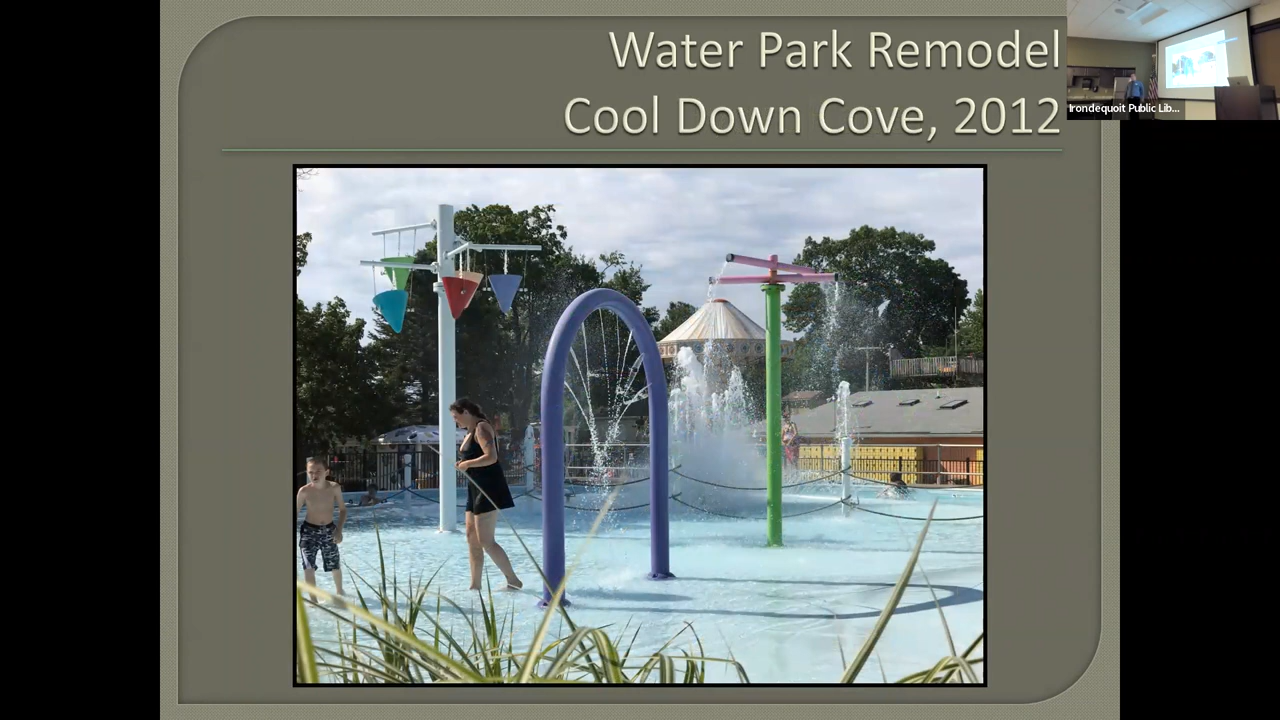 Water Park Remodel
Cool Down Cove, 2012
Irondequoit Public Lib...